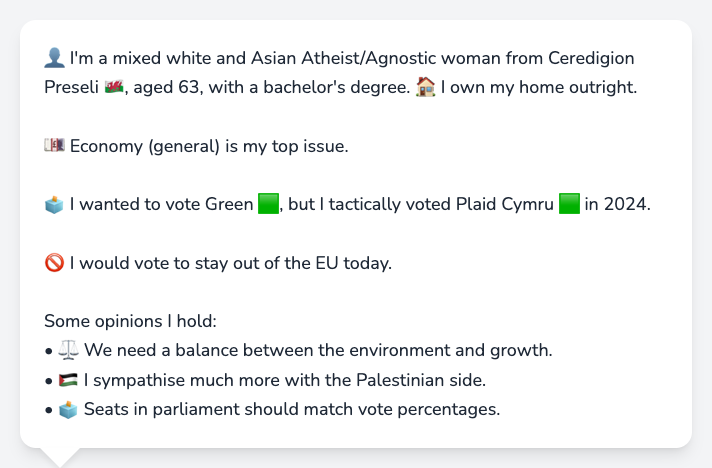 👤 I'm a mixed white and Asian Atheist/Agnostic woman from Ceredigion
Preseli 🏴󠁧󠁢󠁷󠁬󠁳󠁿, aged 63, with a bachelor's degree. 🏠 I own my home outright.
💷 Economy (general) is my top issue.
🗳️ I wanted to vote Green 🟩, but I tactically voted Plaid Cymru 🟩 in 2024.
🚫 I would vote to stay out of the EU today.
Some opinions I hold:
• ⚖️ We need a balance between the environment and growth.
• 🇵🇸 I sympathise much more with the Palestinian side.
• 🗳️ Seats in parliament should match vote percentages.